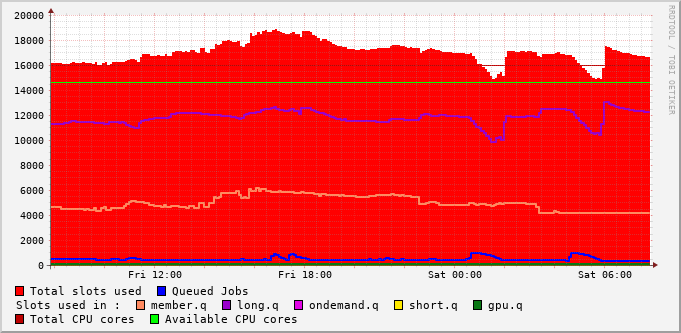 20000
18000
16000
14000
12000
10000
8000
6000
4000
2000
0
Fri 12:00 Fri 18:00 Sat 00:00 Sat 06:00
RRDTOOL / TOBI OETIKER
Total slots used Queued Jobs
Slots used in : member.q long.q ondemand.q short.q gpu.q
Total CPU cores Available CPU cores